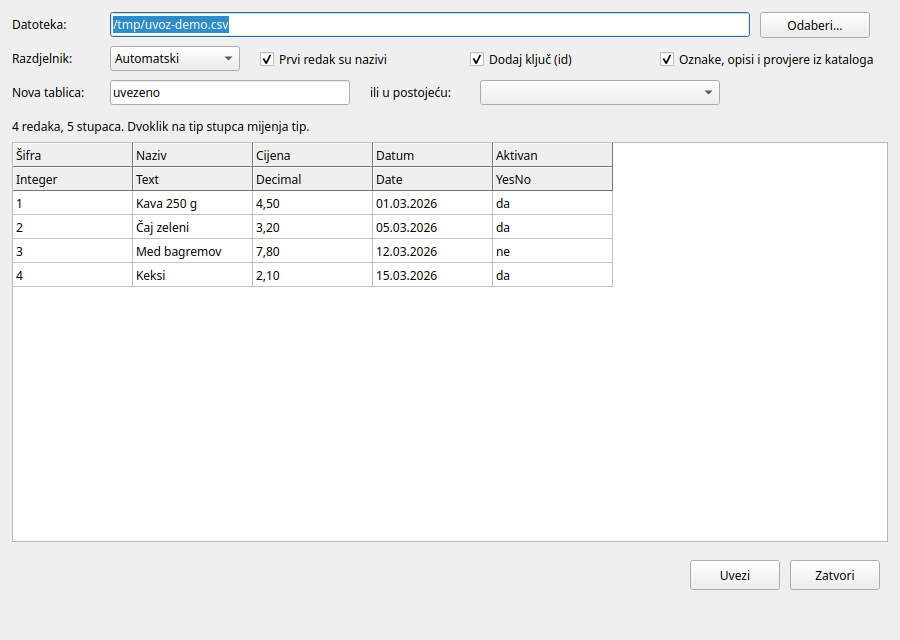 Datoteka: /tmp/uvoz-demo.csv Odaberi...
Razdjelnik: Automatski Prvi redak su nazivi Dodaj ključ (id) Oznake, opisi i provjere iz kataloga
Nova tablica: uvezeno ili u postojeću:
4 redaka, 5 stupaca. Dvoklik na tip stupca mijenja tip.
Šifra Naziv Cijena Datum Aktivan
Integer Text Decimal Date YesNo
1 Kava 250 g 4,50 01.03.2026 da
2 Čaj zeleni 3,20 05.03.2026 da
3 Med bagremov 7,80 12.03.2026 ne
4 Keksi 2,10 15.03.2026 da
Uvezi Zatvori